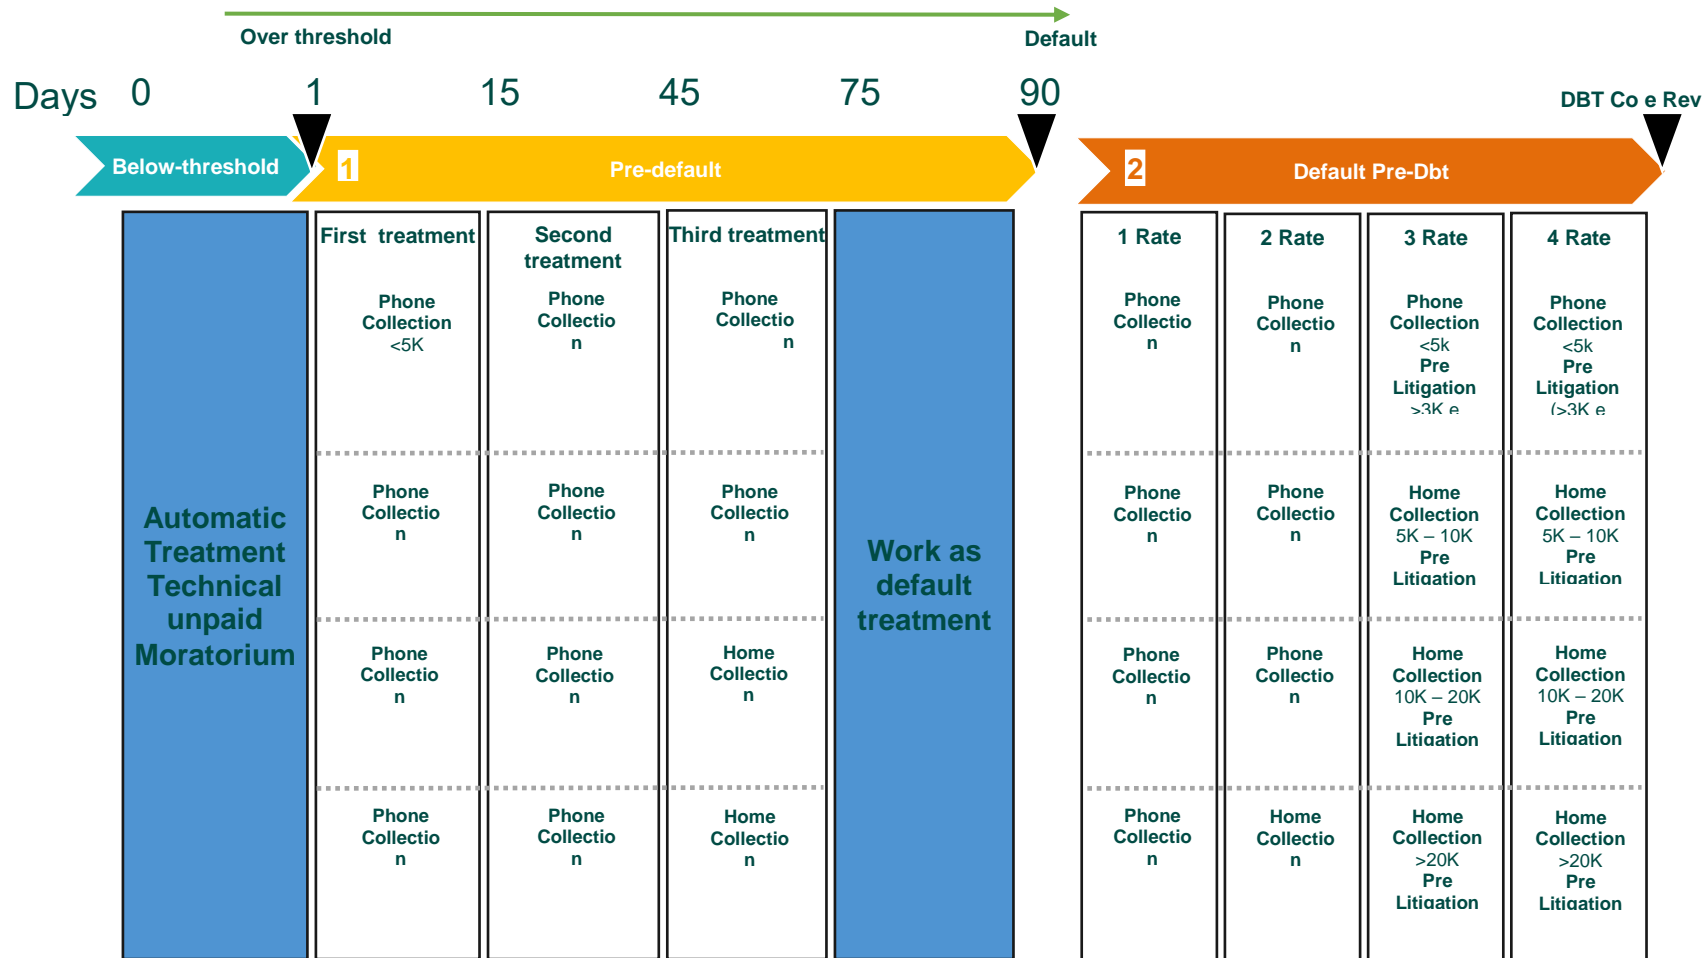 Over threshold
Default
Days 0 1 15 45 75 90
DBT Co e Rev
Below-threshold
1
Pre-default
2
Default Pre-Dbt
Automatic
Treatment
Technical
unpaid
Moratorium
First treatment
Phone
Collection
<5K
Phone
Collectio
n
Phone
Collectio
n
Phone
Collectio
n
Second
treatment
Phone
Collectio
n
Phone
Collectio
n
Phone
Collectio
n
Phone
Collectio
n
Third treatment
Phone
Collectio
n
Phone
Collectio
n
Home
Collectio
n
Home
Collectio
n
Work as
default
treatment
1 Rate
Phone
Collectio
n
Phone
Collectio
n
Phone
Collectio
n
Phone
Collectio
n
2 Rate
Phone
Collectio
n
Phone
Collectio
n
Phone
Collectio
n
Home
Collectio
n
3 Rate
Phone
Collection
<5k
Pre
Litigation
>3K e
Home
Collection
5K – 10K
Pre
Litigation
Home
Collection
10K – 20K
Pre
Litigation
Home
Collection
>20K
Pre
Litigation
4 Rate
Phone
Collection
<5k
Pre
Litigation
(>3K e
Home
Collection
5K – 10K
Pre
Litigation
Home
Collection
10K – 20K
Pre
Litigation
Home
Collection
>20K
Pre
Litigation